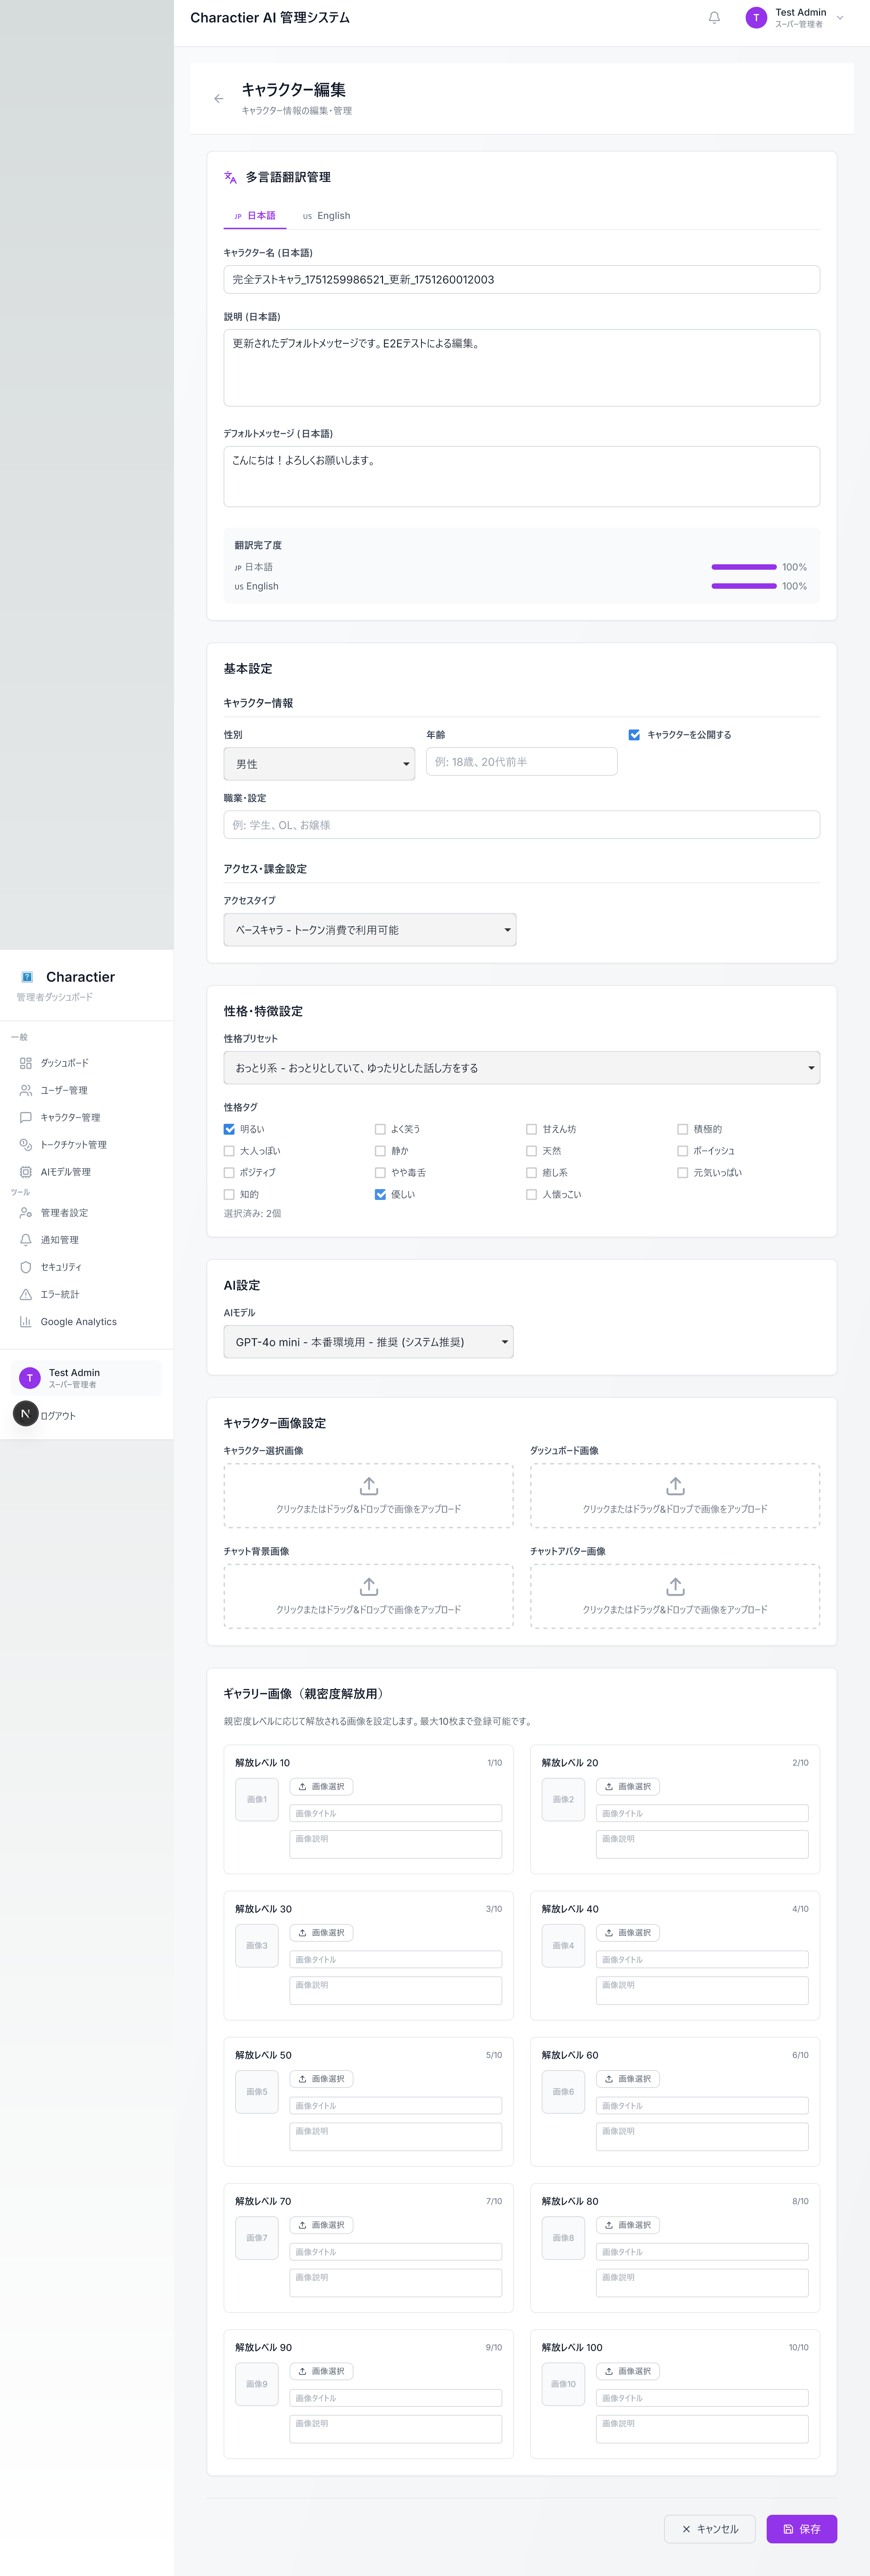 Charactier AI 管理システム
T
Test Admin
スーパー管理者
キャラクター編集
キャラクター情報の編集・管理
多言語翻訳管理
JP 日本語
US English
キャラクター名 (日本語)
完全テストキャラ_1751259986521_更新_1751260012003
説明 (日本語)
更新されたデフォルトメッセージです。E2Eテストによる編集。
デフォルトメッセージ (日本語)
こんにちは！よろしくお願いします。
翻訳完了度
JP 日本語 100%
US English 100%
基本設定
キャラクター情報
性別
男性
年齢
例: 18歳、20代前半
キャラクターを公開する
職業・設定
例: 学生、OL、お嬢様
アクセス・課金設定
アクセスタイプ
ベースキャラ - トークン消費で利用可能
Charactier
管理者ダッシュボード
一般
ダッシュボード
ユーザー管理
キャラクター管理
トークチケット管理
AIモデル管理
ツール
管理者設定
通知管理
セキュリティ
エラー統計
Google Analytics
T
Test Admin
スーパー管理者
N
ログアウト
性格・特徴設定
性格プリセット
おっとり系 - おっとりとしていて、ゆったりとした話し方をする
性格タグ
明るい よく笑う 甘えん坊 積極的
大人っぽい 静か 天然 ボーイッシュ
ポジティブ やや毒舌 癒し系 元気いっぱい
知的 優しい 人懐っこい
選択済み: 2個
AI設定
AIモデル
GPT-4o mini - 本番環境用 - 推奨 (システム推奨)
キャラクター画像設定
キャラクター選択画像
クリックまたはドラッグ&ドロップで画像をアップロード
ダッシュボード画像
クリックまたはドラッグ&ドロップで画像をアップロード
チャット背景画像
クリックまたはドラッグ&ドロップで画像をアップロード
チャットアバター画像
クリックまたはドラッグ&ドロップで画像をアップロード
ギャラリー画像（親密度解放用）
親密度レベルに応じて解放される画像を設定します。最大10枚まで登録可能です。
解放レベル 10 1/10
画像1
画像選択
画像タイトル
画像説明
解放レベル 20 2/10
画像2
画像選択
画像タイトル
画像説明
解放レベル 30 3/10
画像3
画像選択
画像タイトル
画像説明
解放レベル 40 4/10
画像4
画像選択
画像タイトル
画像説明
解放レベル 50 5/10
画像5
画像選択
画像タイトル
画像説明
解放レベル 60 6/10
画像6
画像選択
画像タイトル
画像説明
解放レベル 70 7/10
画像7
画像選択
画像タイトル
画像説明
解放レベル 80 8/10
画像8
画像選択
画像タイトル
画像説明
解放レベル 90 9/10
画像9
画像選択
画像タイトル
画像説明
解放レベル 100 10/10
画像10
画像選択
画像タイトル
画像説明
キャンセル
保存